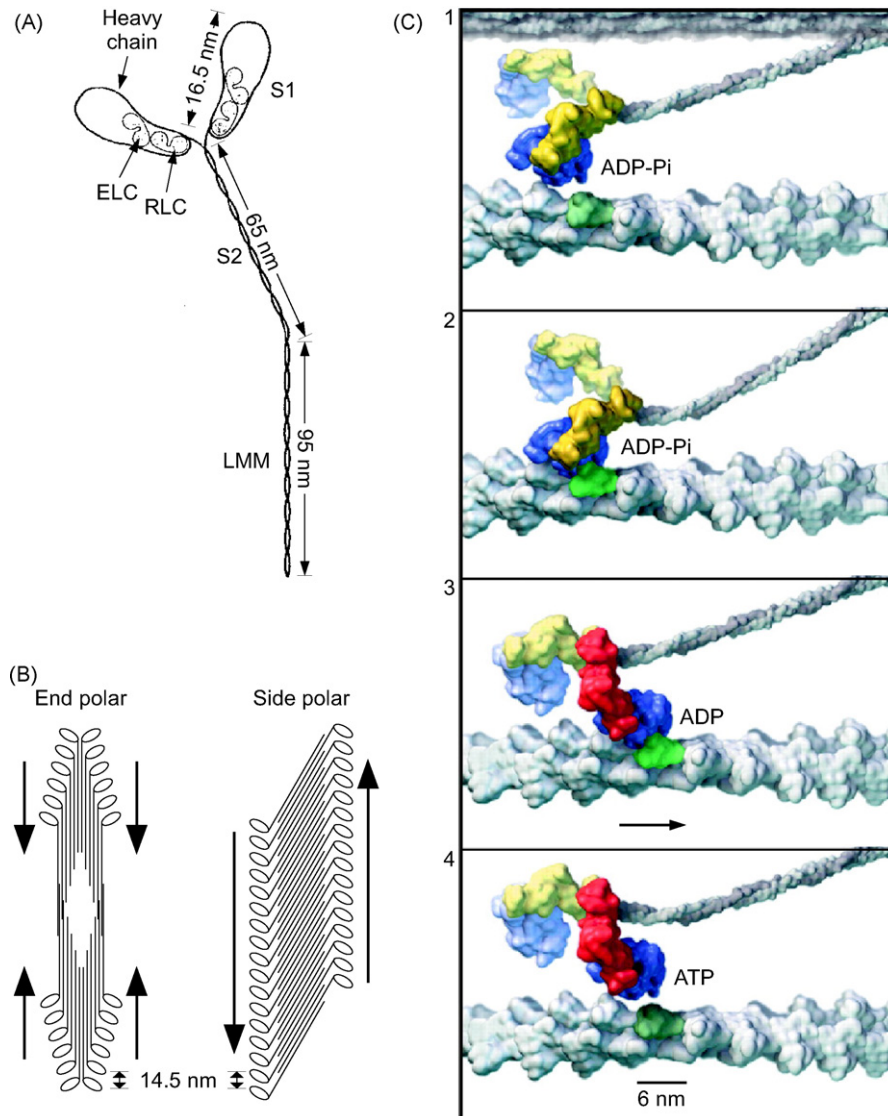 (A)
Heavy
chain
16.5 nm
S1
ELC
RLC
65 nm
S2
95 nm
LMM
(B)
End polar
Side polar
14.5 nm
(C)
1
ADP-Pi
2
ADP-Pi
3
ADP
4
ATP
6 nm